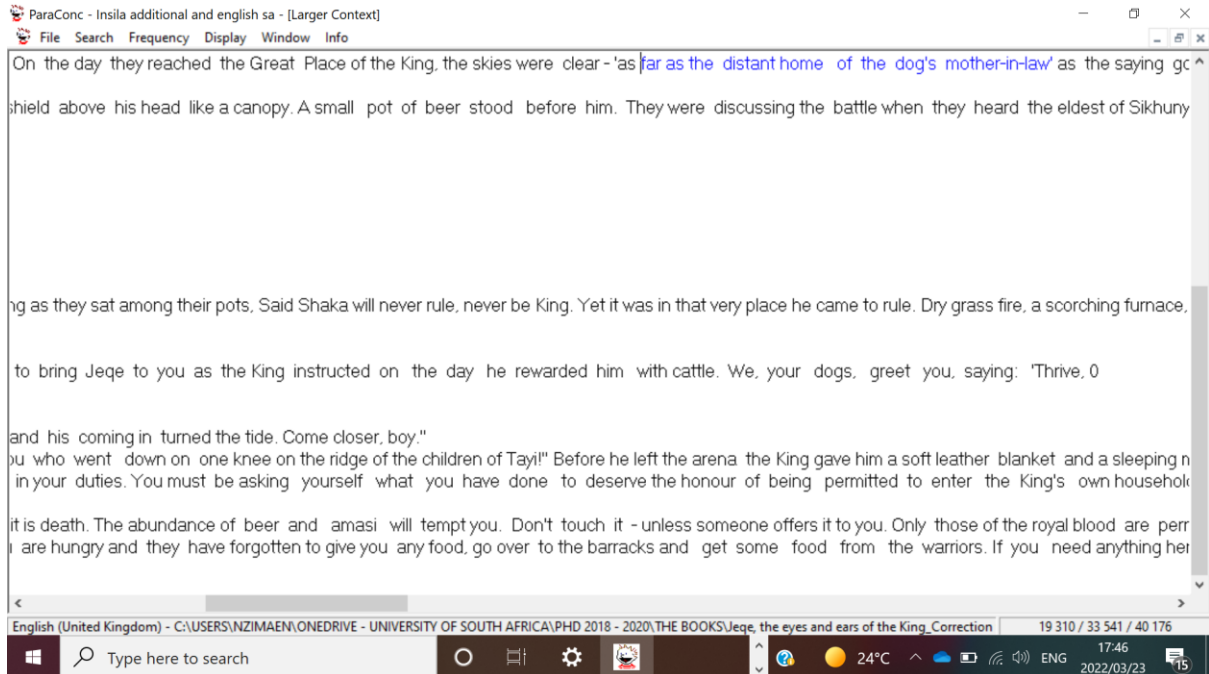 ParaConc - Insila additional and english sa - [Larger Context]
File Search Frequency Display Window Info
On the day they reached the Great Place of the King, the skies were clear - 'as far as the distant home of the dog's mother-in-law' as the saying go
shield above his head like a canopy. A small pot of beer stood before him. They were discussing the battle when they heard the eldest of Sikhuny
ng as they sat among their pots, Said Shaka will never rule, never be King. Yet it was in that very place he came to rule. Dry grass fire, a scorching furnace,
to bring Jeqe to you as the King instructed on the day he rewarded him with cattle. We, your dogs, greet you, saying: 'Thrive, 0
and his coming in turned the tide. Come closer, boy."
ou who went down on one knee on the ridge of the children of Tayi!" Before he left the arena the King gave him a soft leather blanket and a sleeping n
in your duties. You must be asking yourself what you have done to deserve the honour of being permitted to enter the King's own househol
it is death. The abundance of beer and amasi will tempt you. Don't touch it - unless someone offers it to you. Only those of the royal blood are perr
are hungry and they have forgotten to give you any food, go over to the barracks and get some food from the warriors. If you need anything her
English (United Kingdom) - C:\USERS\NZIMAEN\ONEDRIVE - UNIVERSITY OF SOUTH AFRICA\PHD 2018 - 2020\THE BOOKS\Jeqe, the eyes and ears of the King_Correction 19 310 / 33 541 / 40 176
Type here to search 24°C ENG 17:46
2022/03/23 15